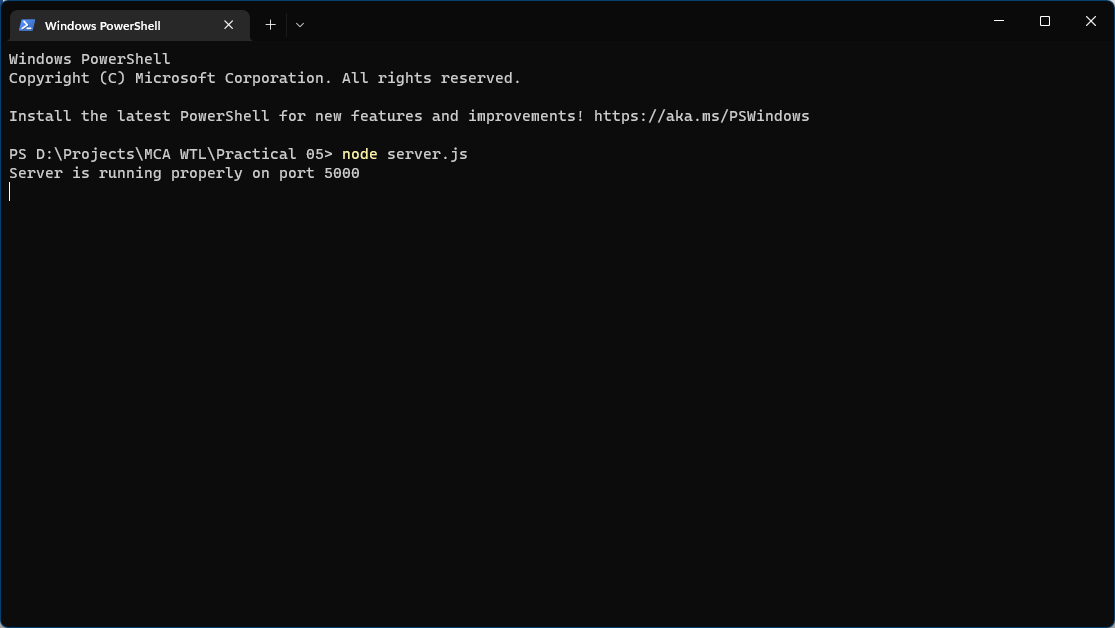 Windows PowerShell
Windows PowerShell
Copyright (C) Microsoft Corporation. All rights reserved.
Install the latest PowerShell for new features and improvements! https://aka.ms/PSWindows
PS D:\Projects\MCA WTL\Practical 05> node server.js
Server is running properly on port 5000